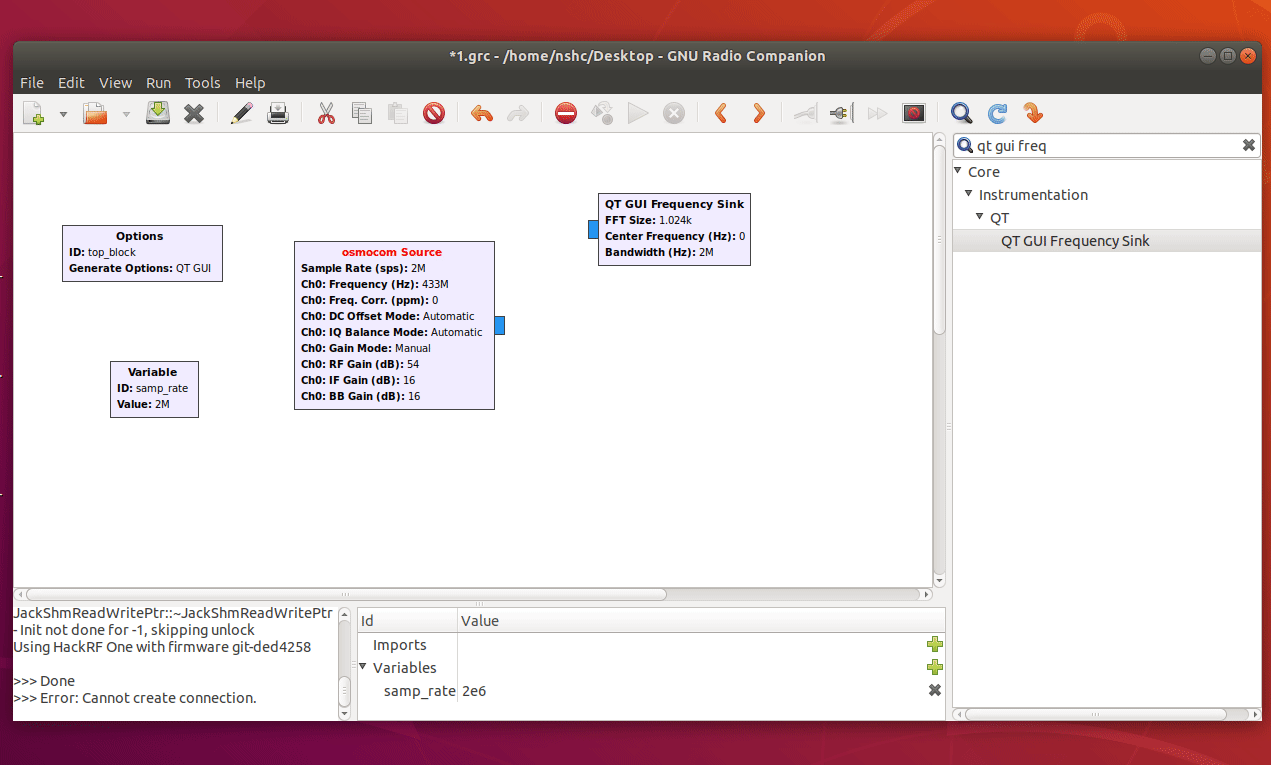 *1.grc - /home/nshc/Desktop - GNU Radio Companion
File Edit View Run Tools Help
qt gui freq
Core
Instrumentation
QT
QT GUI Frequency Sink
Options
ID: top_block
Generate Options: QT GUI
Variable
ID: samp_rate
Value: 2M
osmocom Source
Sample Rate (sps): 2M
Ch0: Frequency (Hz): 433M
Ch0: Freq. Corr. (ppm): 0
Ch0: DC Offset Mode: Automatic
Ch0: IQ Balance Mode: Automatic
Ch0: Gain Mode: Manual
Ch0: RF Gain (dB): 54
Ch0: IF Gain (dB): 16
Ch0: BB Gain (dB): 16
QT GUI Frequency Sink
FFT Size: 1.024k
Center Frequency (Hz): 0
Bandwidth (Hz): 2M
JackShmReadWritePtr::~JackShmReadWritePtr
- Init not done for -1, skipping unlock
Using HackRF One with firmware git-ded4258
>>> Done
>>> Error: Cannot create connection.
Id Value
Imports
Variables
samp_rate 2e6